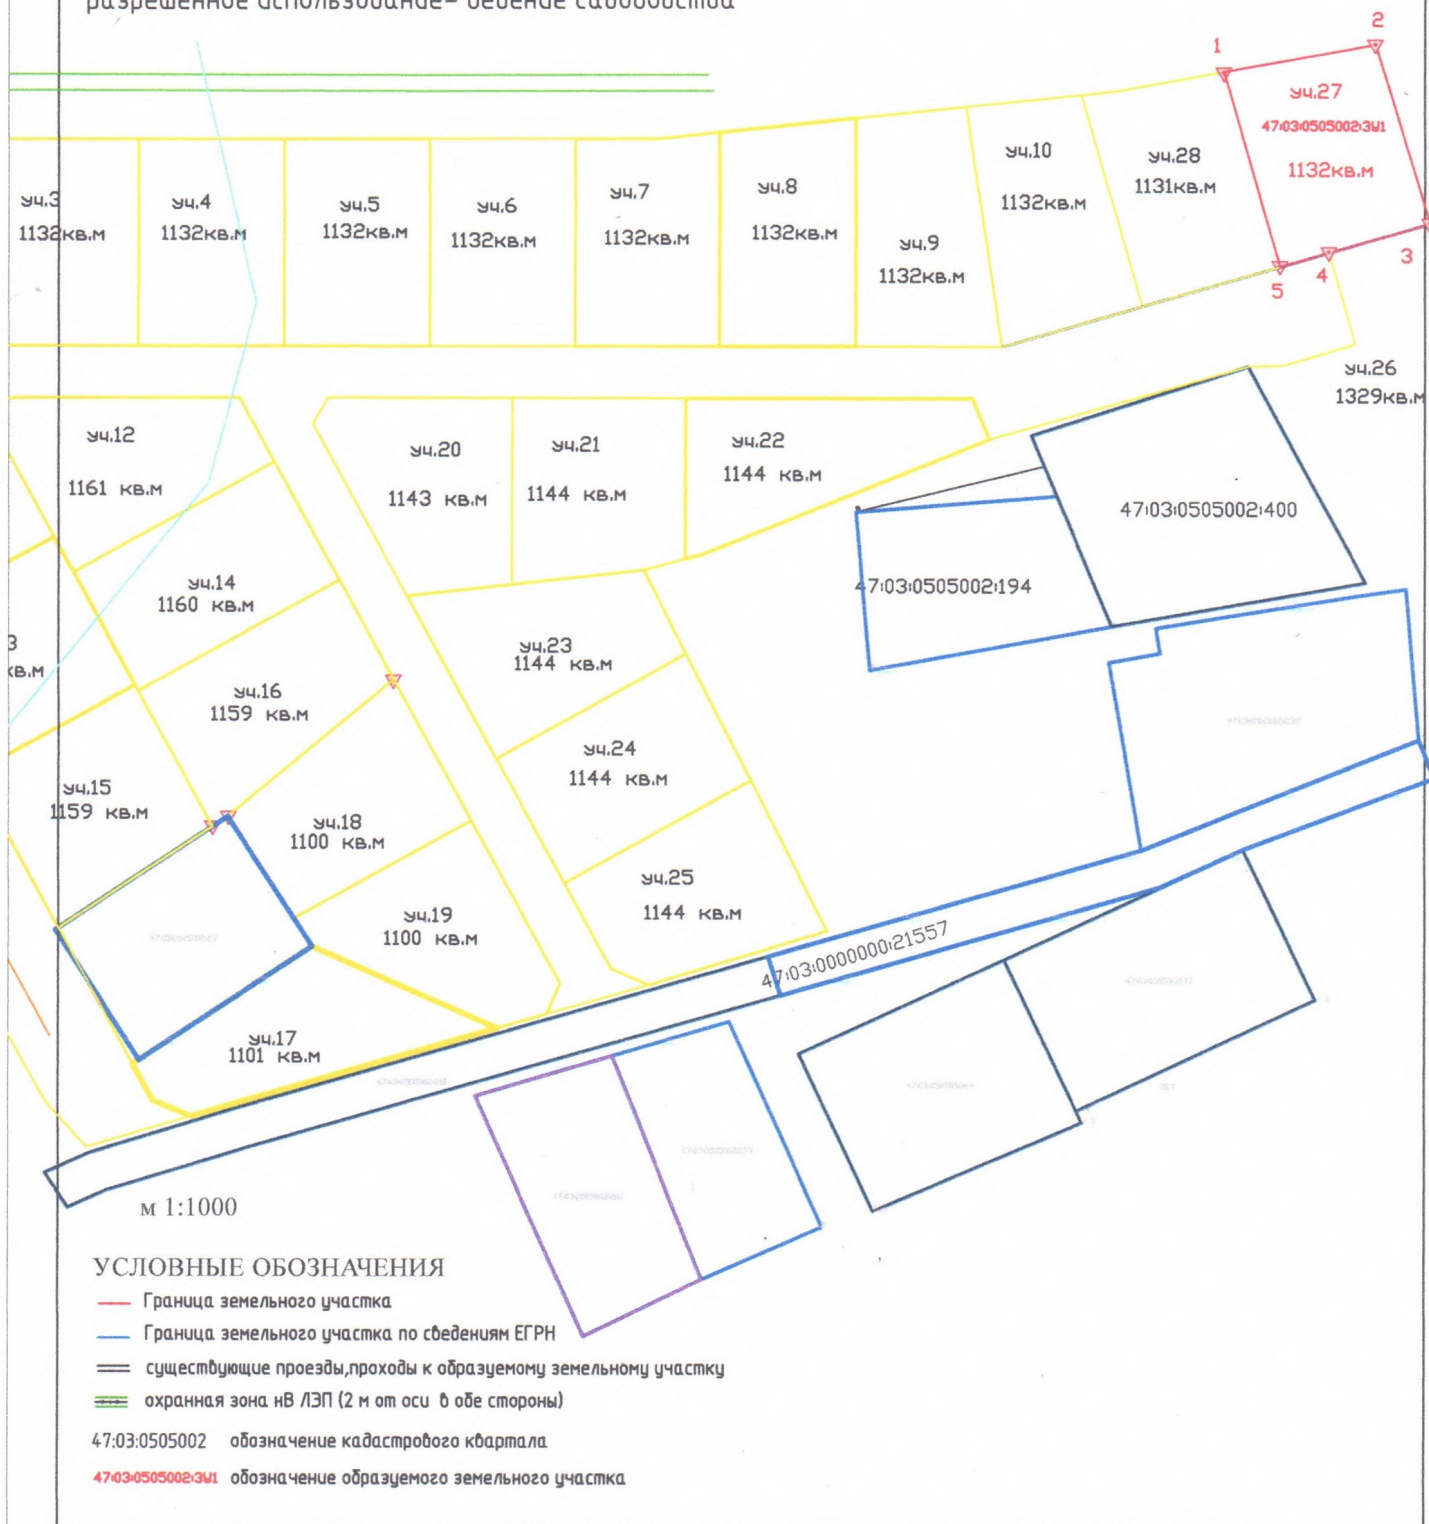 разрешенное использование- ведение садоводства
1
2
уч.27
47:03:0505002:ЗУ1
1132кв.м
3
4
5
уч.3
1132кв.м
уч.4
1132кв.м
уч.5
1132кв.м
уч.6
1132кв.м
уч.7
1132кв.м
уч.8
1132кв.м
уч.9
1132кв.м
уч.10
1132кв.м
уч.28
1131кв.м
уч.26
1329кв.м
уч.12
1161 кв.м
уч.20
1143 кв.м
уч.21
1144 кв.м
уч.22
1144 кв.м
47:03:0505002:400
47:03:0505002:194
уч.14
1160 кв.м
3
кв.м
уч.23
1144 кв.м
уч.16
1159 кв.м
уч.24
1144 кв.м
уч.15
1159 кв.м
уч.18
1100 кв.м
уч.25
1144 кв.м
уч.19
1100 кв.м
47:03:0000000:21557
уч.17
1101 кв.м
м 1:1000
УСЛОВНЫЕ ОБОЗНАЧЕНИЯ
Граница земельного участка
Граница земельного участка по сведениям ЕГРН
существующие проезды,проходы к образуемому земельному участку
охранная зона нВ ЛЭП (2 м от оси в обе стороны)
47:03:0505002 обозначение кадастрового квартала
47:03:0505002:ЗУ1 обозначение образуемого земельного участка